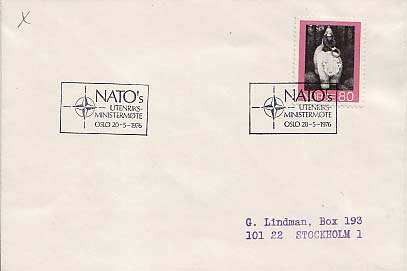 X
NATO's
UTENRIKS-
MINISTERMØTE
OSLO 20-5-1976
NATO's
UTENRIKS-
MINISTERMØTE
OSLO 20-5-1976
80
G. Lindman, Box 193
101 22 STOCKHOLM 1